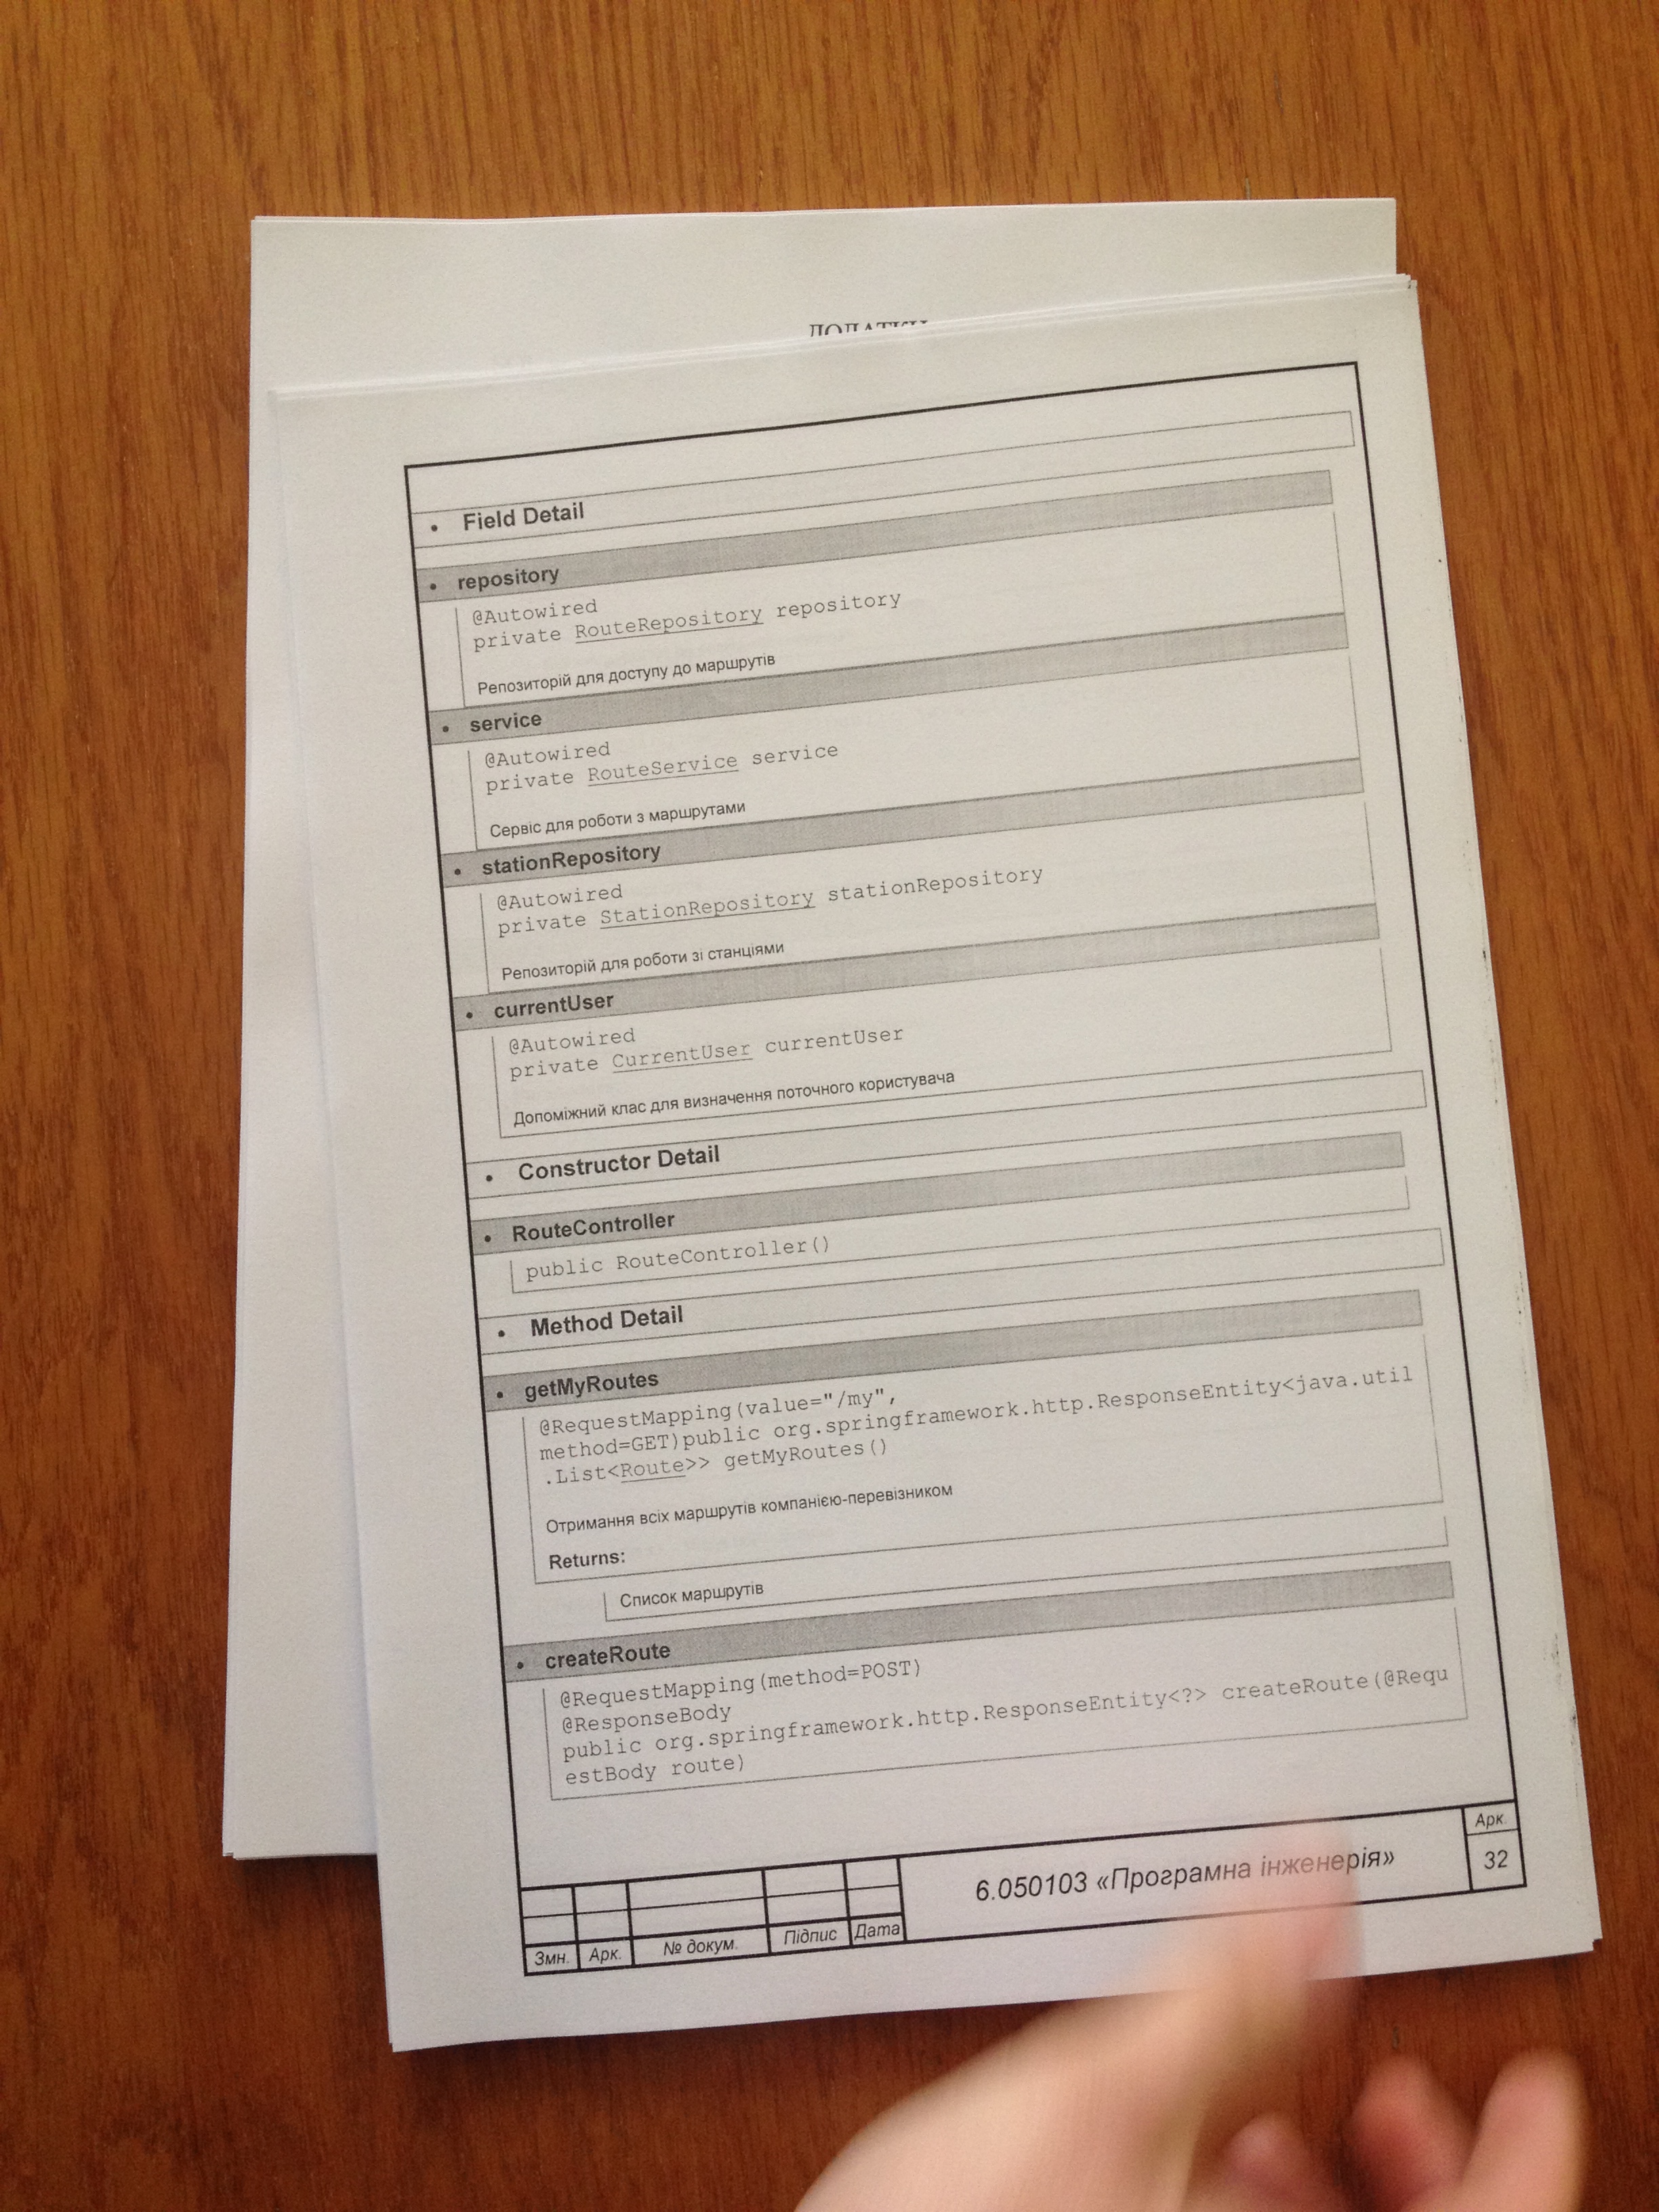 ДОДАТКИ
• Field Detail
• repository
@Autowired
private RouteRepository repository
Репозиторій для доступу до маршрутів
• service
@Autowired
private RouteService service
Сервіс для роботи з маршрутами
• stationRepository
@Autowired
private StationRepository stationRepository
Репозиторій для роботи зі станціями
• currentUser
@Autowired
private CurrentUser currentUser
Допоміжний клас для визначення поточного користувача
• Constructor Detail
• RouteController
public RouteController()
• Method Detail
• getMyRoutes
@RequestMapping(value="/my",
method=GET)public org.springframework.http.ResponseEntity<java.util
.List<Route>> getMyRoutes()
Отримання всіх маршрутів компанією-перевізником
Returns:
Список маршрутів
• createRoute
@RequestMapping(method=POST)
@ResponseBody
public org.springframework.http.ResponseEntity<?> createRoute(@Requ
estBody route)
6.050103 «Програмна інженерія»
Арк.
32
Змн. Арк. № докум. Підпис Дата